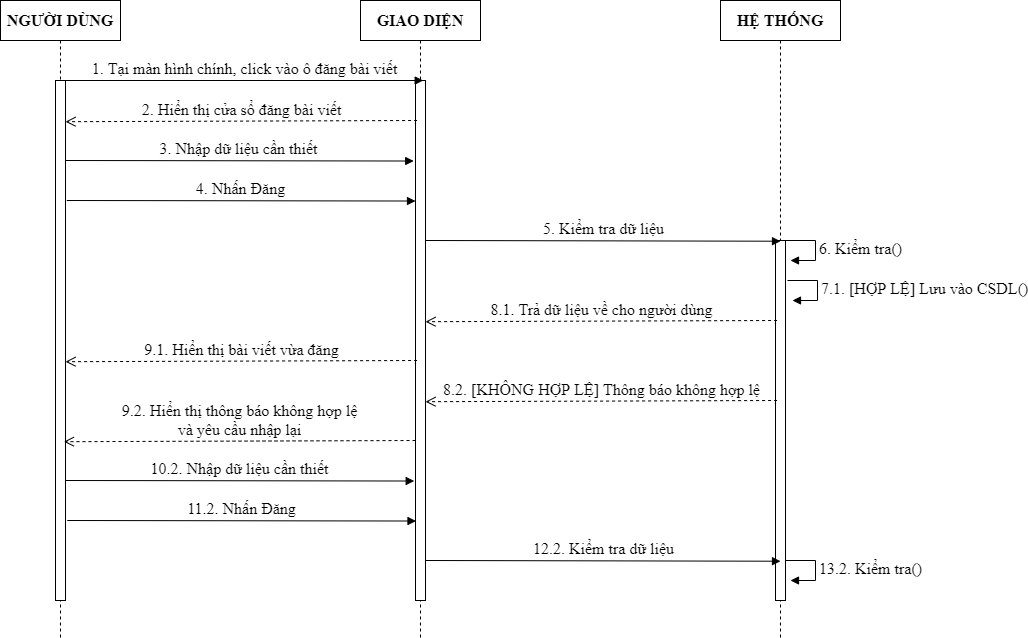 NGƯỜI DÙNG
GIAO DIỆN
HỆ THỐNG
1. Tại màn hình chính, click vào ô đăng bài viết
2. Hiển thị cửa sổ đăng bài viết
3. Nhập dữ liệu cần thiết
4. Nhấn Đăng
5. Kiểm tra dữ liệu
6. Kiểm tra()
7.1. [HỢP LỆ] Lưu vào CSDL()
8.1. Trả dữ liệu về cho người dùng
9.1. Hiển thị bài viết vừa đăng
8.2. [KHÔNG HỢP LỆ] Thông báo không hợp lệ
9.2. Hiển thị thông báo không hợp lệ
và yêu cầu nhập lại
10.2. Nhập dữ liệu cần thiết
11.2. Nhấn Đăng
12.2. Kiểm tra dữ liệu
13.2. Kiểm tra()